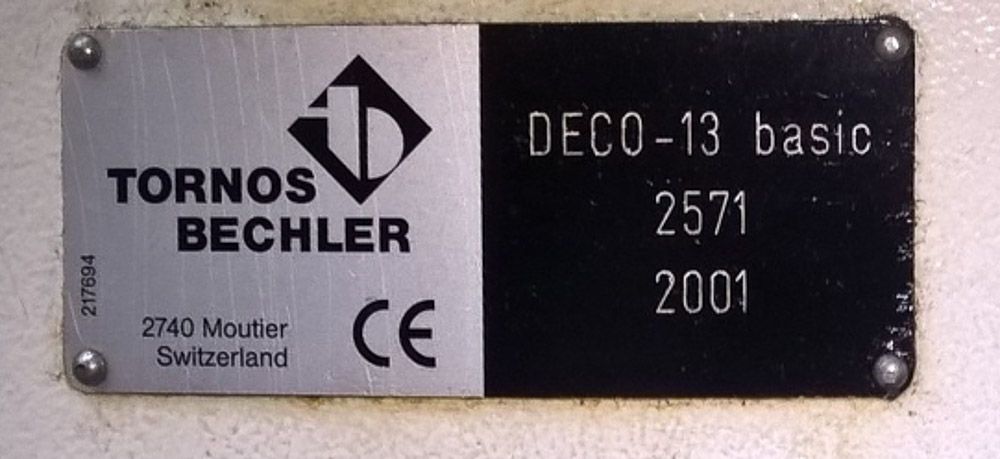 TORNOS
BECHLER
217694
2740 Moutier
Switzerland
CE
DECO-13 basic
2571
2001